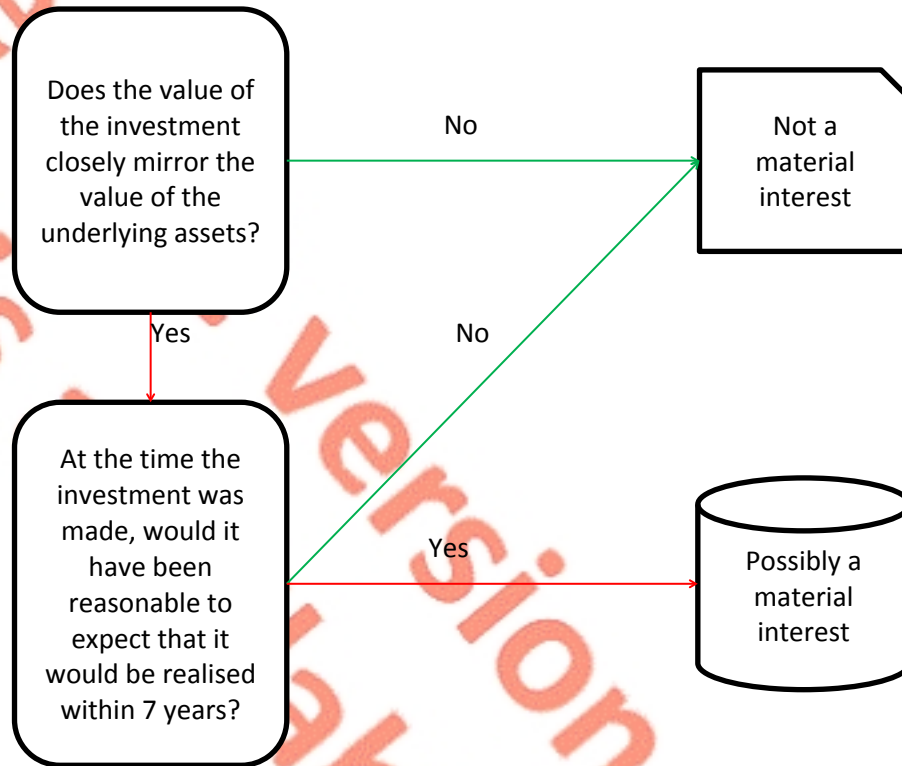 Does the value of
the investment
closely mirror the
value of the
underlying assets?
No
Not a
material
interest
Yes
No
At the time the
investment was
made, would it
have been
reasonable to
expect that it
would be realised
within 7 years?
Yes
Possibly a
material
interest
version